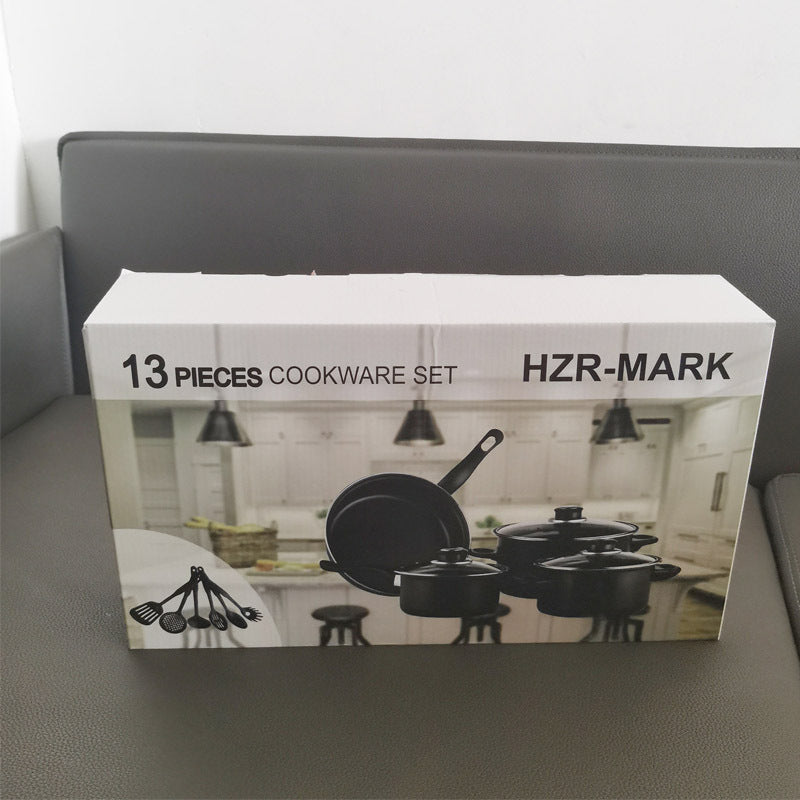 13 PIECES COOKWARE SET
HZR-MARK